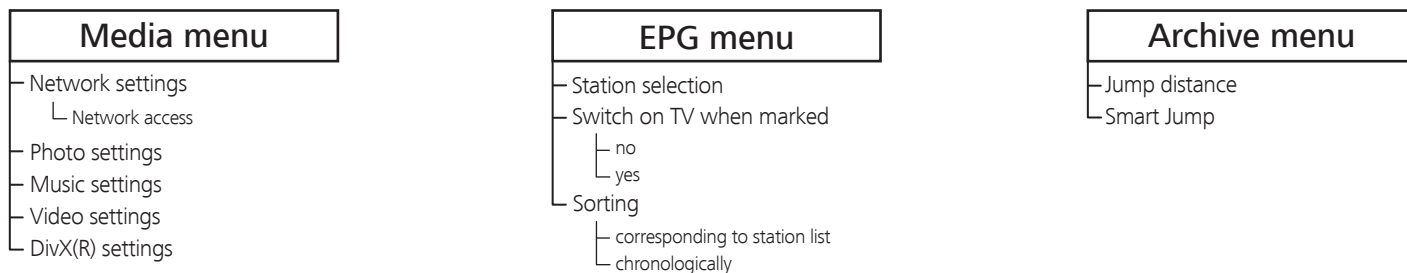 Media menu
Network settings
Network access
Photo settings
Music settings
Video settings
DivX(R) settings
EPG menu
Station selection
Switch on TV when marked
no
yes
Sorting
corresponding to station list
chronologically
Archive menu
Jump distance
Smart Jump